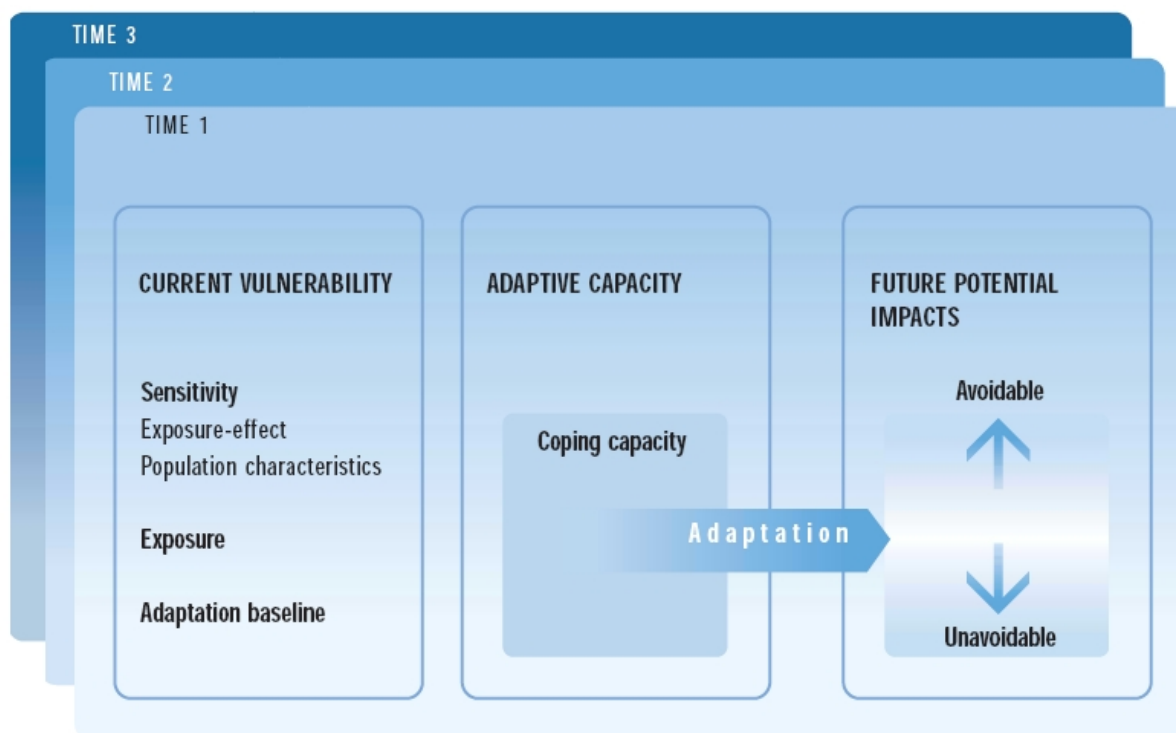 TIME 3
TIME 2
TIME 1
CURRENT VULNERABILITY
Sensitivity
Exposure-effect
Population characteristics
Exposure
Adaptation baseline
ADAPTIVE CAPACITY
Coping capacity
Adaptation
FUTURE POTENTIAL
IMPACTS
Avoidable
Unavoidable